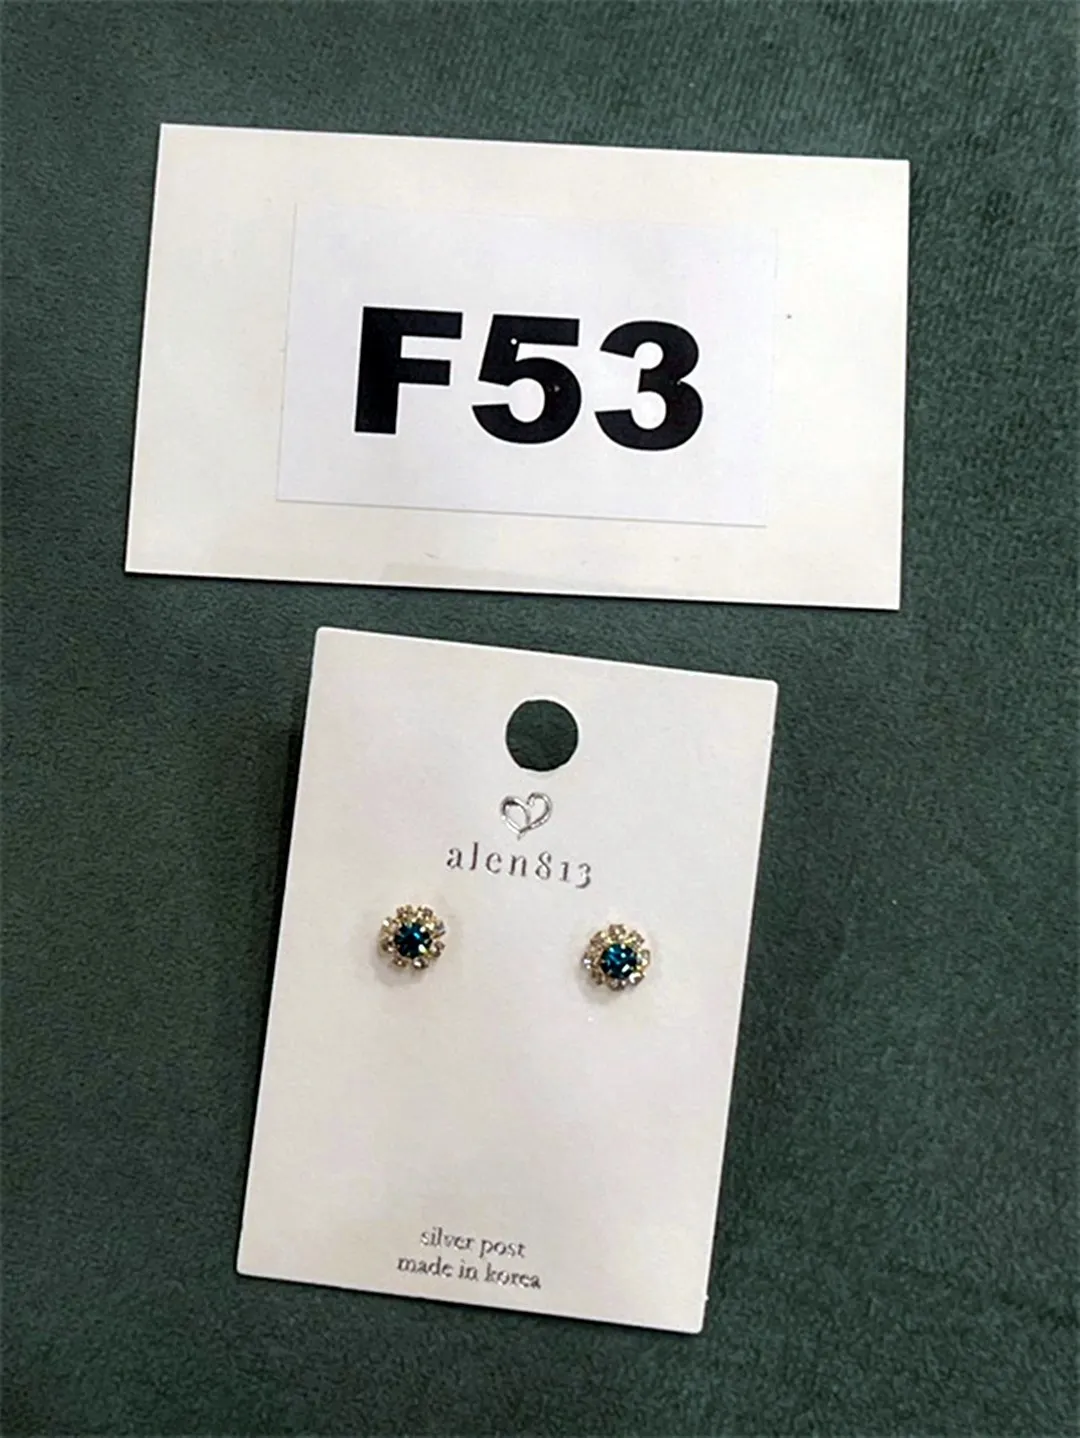 F53
alen813
silver post
made in korea